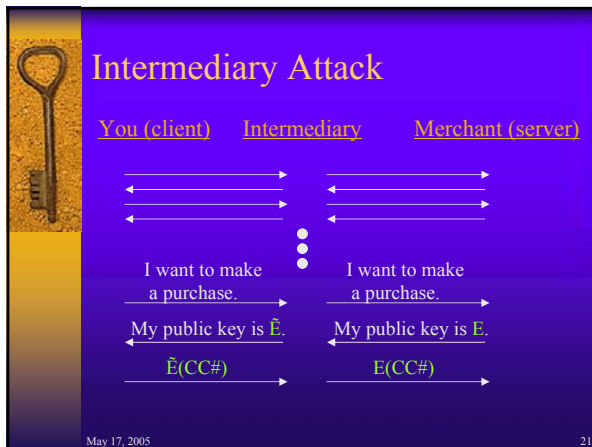 Intermediary Attack
You (client) Intermediary Merchant (server)
I want to make
a purchase.
I want to make
a purchase.
My public key is Ẽ. My public key is E.
Ẽ(CC#) E(CC#)
May 17, 2005 21